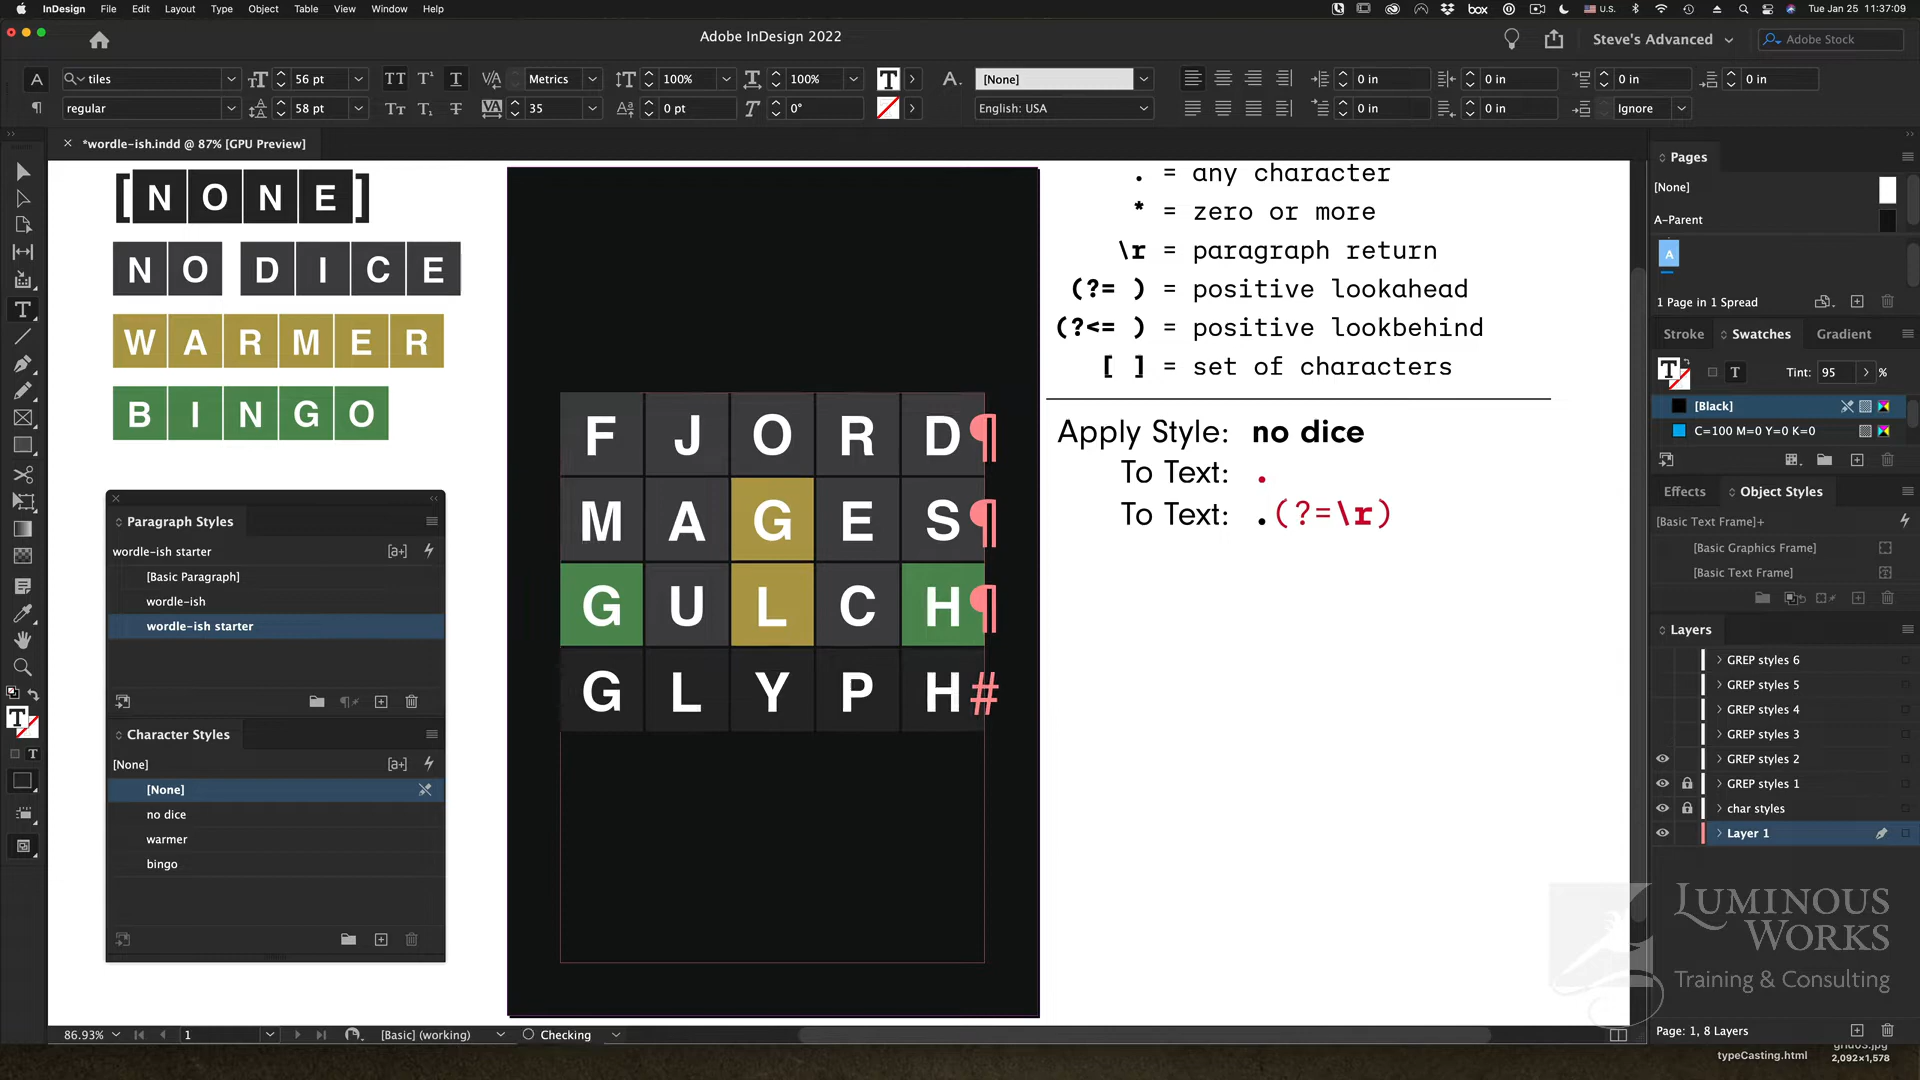 InDesign File Edit Layout Type Object Table View Window Help
box U.S. Tue Jan 25 11:37:09
Adobe InDesign 2022
Steve's Advanced
Adobe Stock
tiles 56 pt Metrics 100% 100% [None] 0 in 0 in 0 in 0 in
regular 58 pt 35 0 pt 0° English: USA 0 in 0 in Ignore
*wordle-ish.indd @ 87% [GPU Preview]
[NONE]
NO DICE
WARMER
BINGO
Paragraph Styles
wordle-ish starter
[Basic Paragraph]
wordle-ish
wordle-ish starter
Character Styles
[None]
[None]
no dice
warmer
bingo
FJORD¶
MAGES¶
GULCH¶
GLYPH#
. = any character
* = zero or more
\r = paragraph return
(?= ) = positive lookahead
(?<= ) = positive lookbehind
[ ] = set of characters
Apply Style: no dice
To Text: .
To Text: .(?=\r)
Pages
[None]
A-Parent
A
1 Page in 1 Spread
Stroke Swatches Gradient
Tint: 95 %
[Black]
C=100 M=0 Y=0 K=0
Effects Object Styles
[Basic Text Frame]+
[Basic Graphics Frame]
[Basic Text Frame]
Layers
GREP styles 6
GREP styles 5
GREP styles 4
GREP styles 3
GREP styles 2
GREP styles 1
char styles
Layer 1
Luminous
Works
Training & Consulting
Page: 1, 8 Layers
86.93% 1 [Basic] (working) Checking
grid03.jpg
typeCasting.html 2,092×1,578